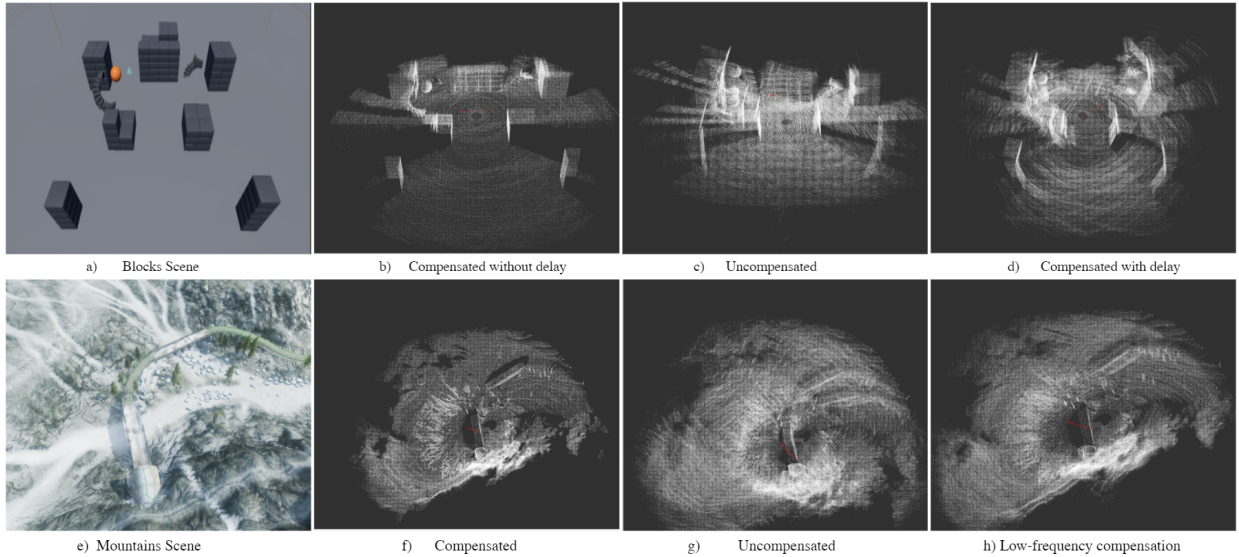 a) Blocks Scene
b) Compensated without delay
c) Uncompensated
d) Compensated with delay
e) Mountains Scene
f) Compensated
g) Uncompensated
h) Low-frequency compensation